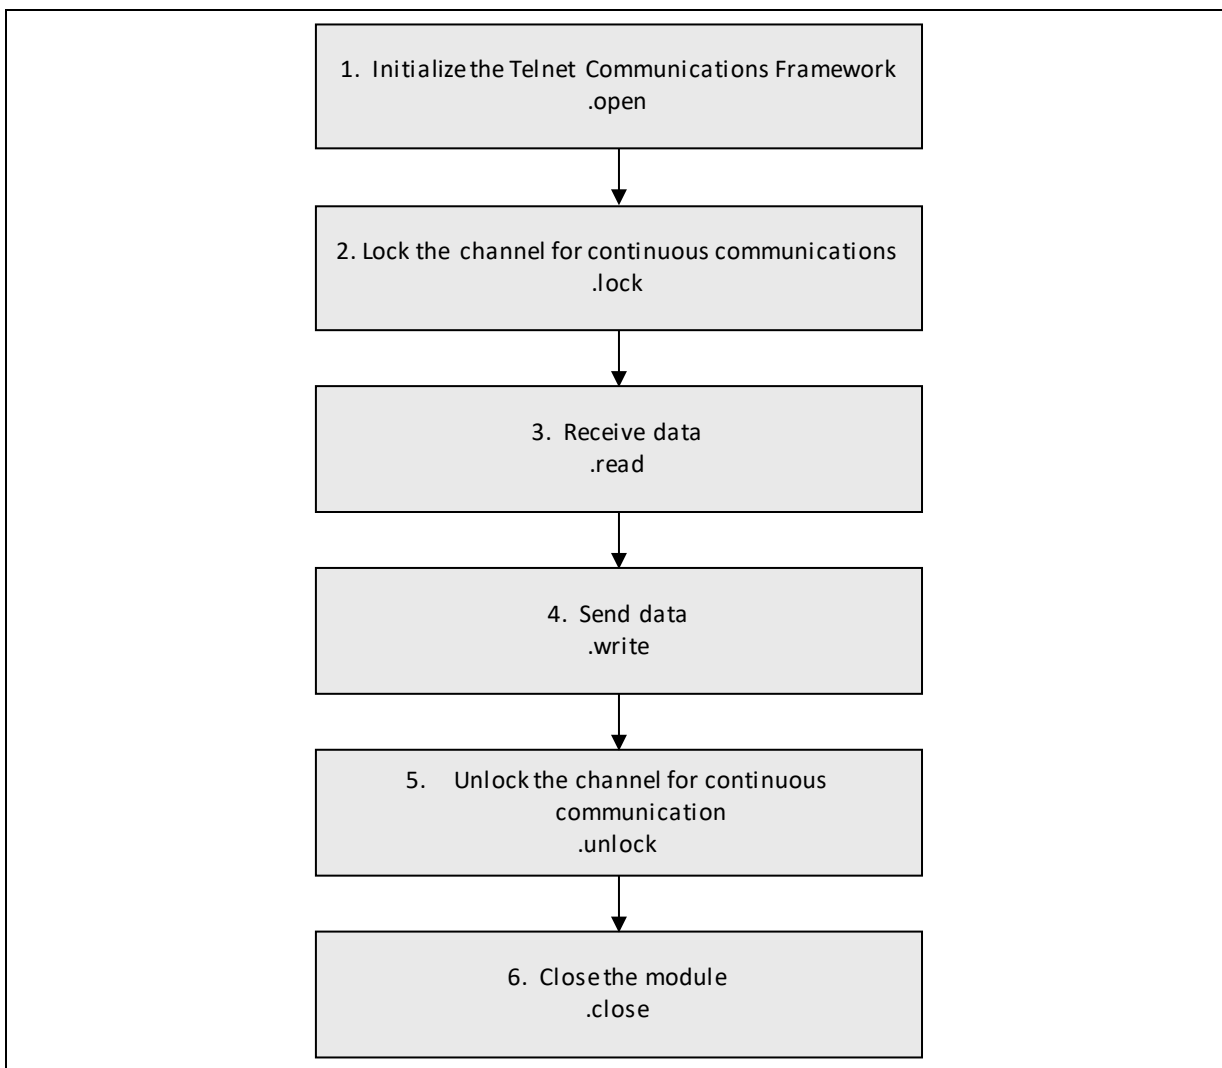 1. Initialize the Telnet Communications Framework
.open
2. Lock the channel for continuous communications
.lock
3. Receive data
.read
4. Send data
.write
5. Unlock the channel for continuous
communication
.unlock
6. Close the module
.close